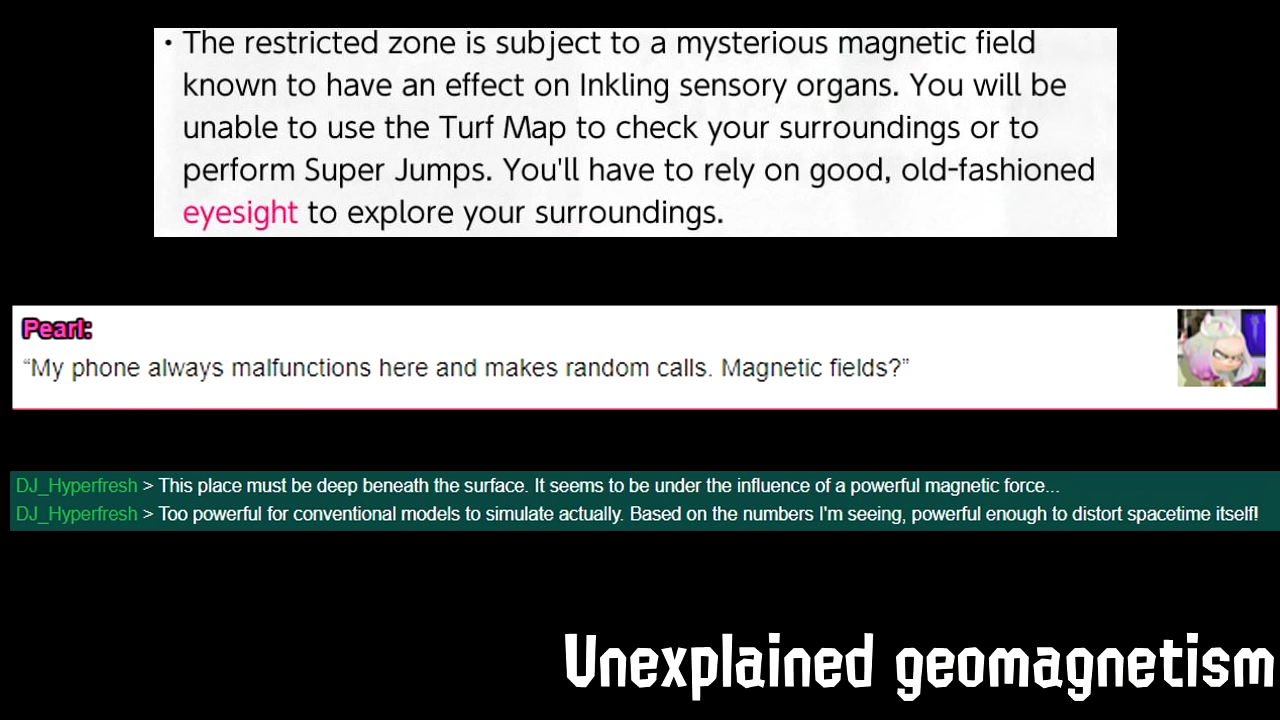 • The restricted zone is subject to a mysterious magnetic field
known to have an effect on Inkling sensory organs. You will be
unable to use the Turf Map to check your surroundings or to
perform Super Jumps. You'll have to rely on good, old-fashioned
eyesight to explore your surroundings.
Pearl:
“My phone always malfunctions here and makes random calls. Magnetic fields?”
DJ_Hyperfresh > This place must be deep beneath the surface. It seems to be under the influence of a powerful magnetic force...
DJ_Hyperfresh > Too powerful for conventional models to simulate actually. Based on the numbers I'm seeing, powerful enough to distort spacetime itself!
Unexplained geomagnetism